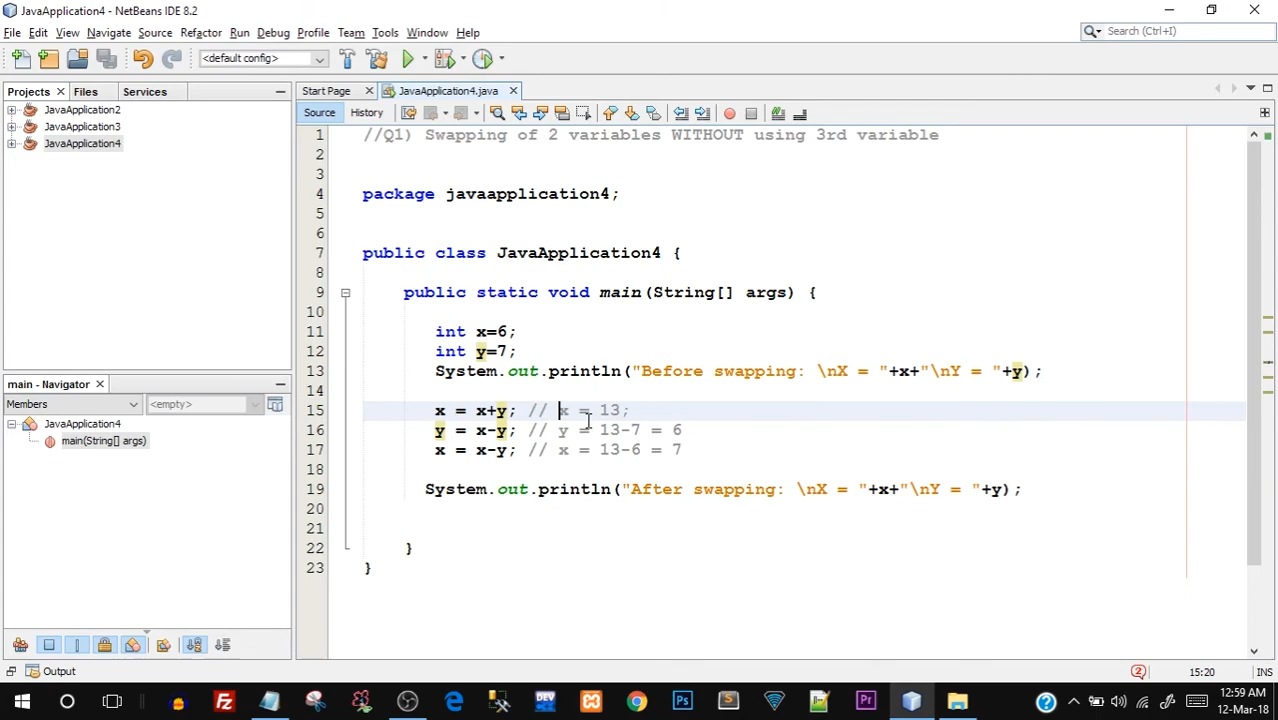 JavaApplication4 - NetBeans IDE 8.2
File Edit View Navigate Source Refactor Run Debug Profile Team Tools Window Help
Search (Ctrl+I)
<default config>
Projects Files Services
JavaApplication2
JavaApplication3
JavaApplication4
Start Page JavaApplication4.java
Source History
1 //Q1) Swapping of 2 variables WITHOUT using 3rd variable
2
3
4 package javaapplication4;
5
6
7 public class JavaApplication4 {
8
9 public static void main(String[] args) {
10
11 int x=6;
12 int y=7;
13 System.out.println("Before swapping: \nX = "+x+"\nY = "+y);
14
15 x = x+y; // x = 13;
16 y = x-y; // y = 13-7 = 6
17 x = x-y; // x = 13-6 = 7
18
19 System.out.println("After swapping: \nX = "+x+"\nY = "+y);
20
21
22 }
23 }
main - Navigator
Members <empty>
JavaApplication4
main(String[] args)
Output
2 15:20 INS
12:59 AM
12-Mar-18